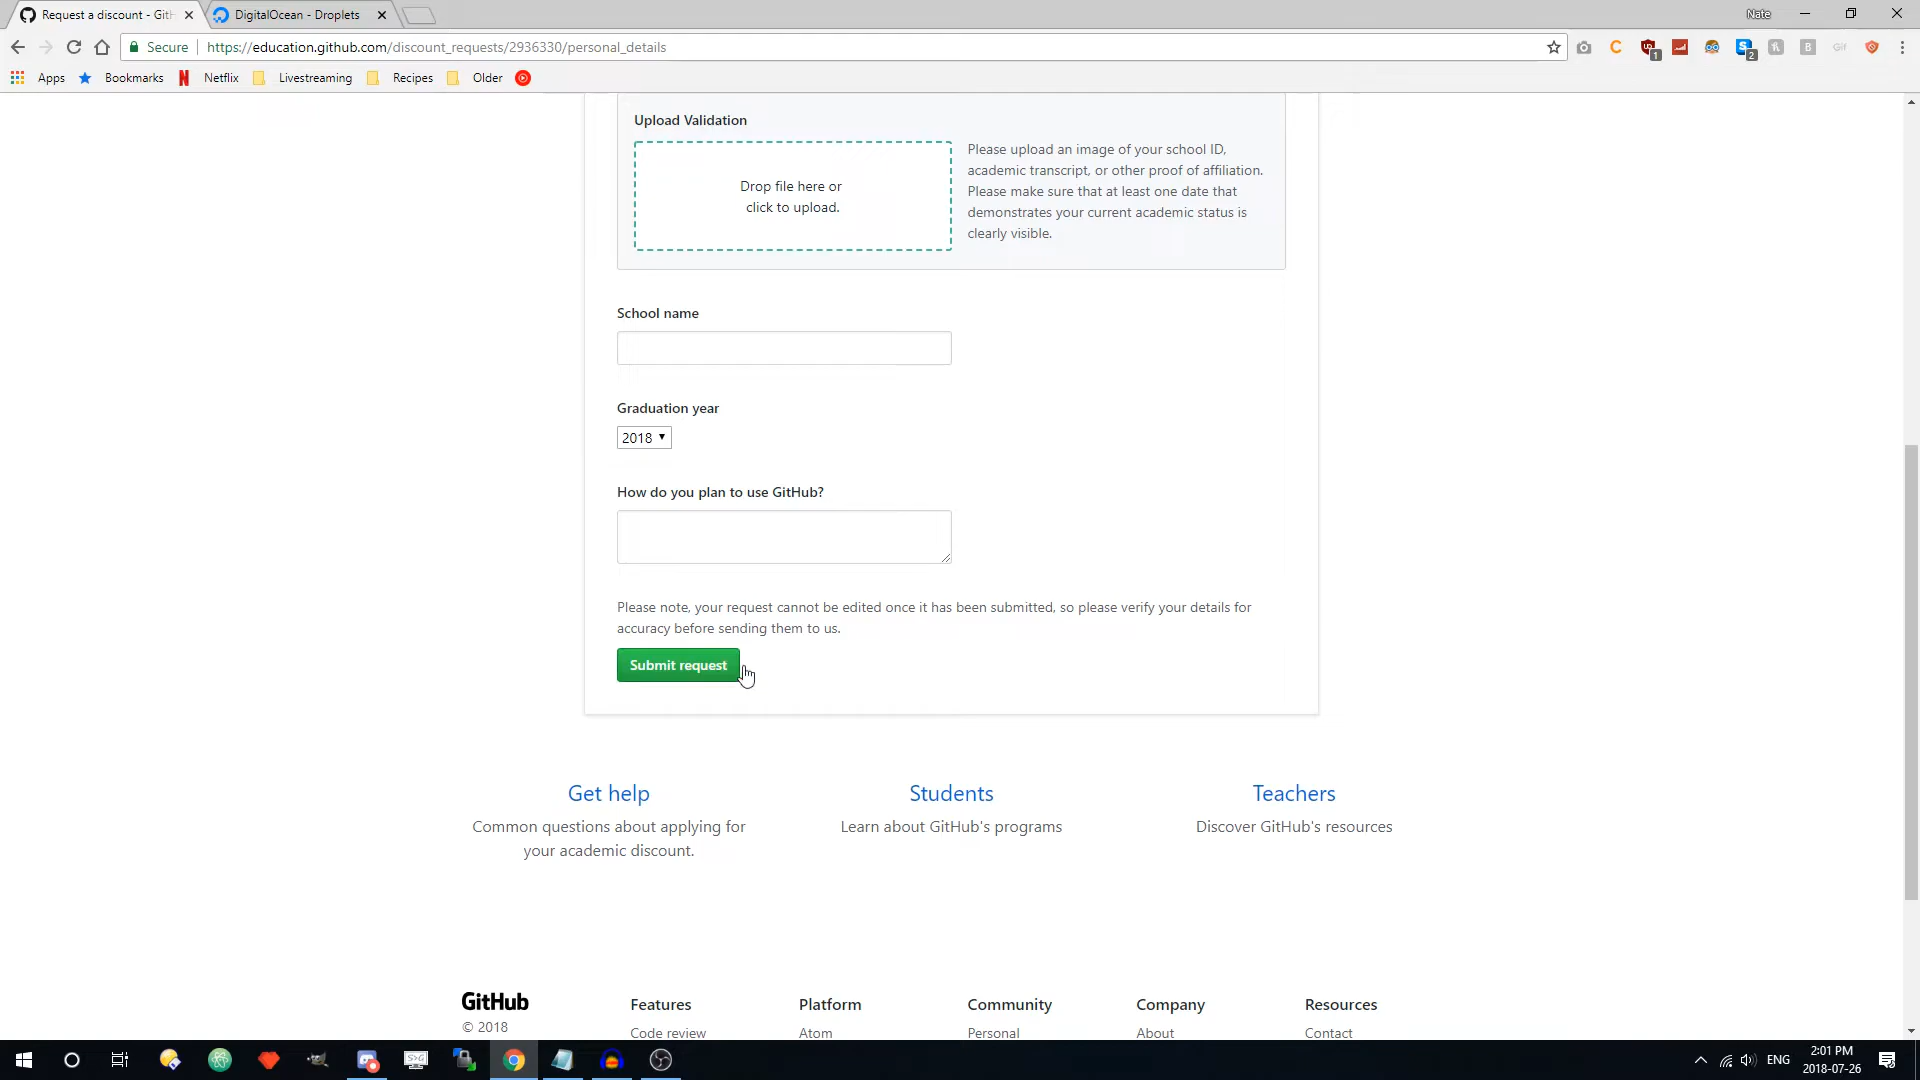 Request a discount - GitH
DigitalOcean - Droplets
Nate
Secure
https://education.github.com/discount_requests/2936330/personal_details
Apps
Bookmarks
Netflix
Livestreaming
Recipes
Older
Upload Validation
Drop file here or
click to upload.
Please upload an image of your school ID,
academic transcript, or other proof of affiliation.
Please make sure that at least one date that
demonstrates your current academic status is
clearly visible.
School name
Graduation year
2018
How do you plan to use GitHub?
Please note, your request cannot be edited once it has been submitted, so please verify your details for
accuracy before sending them to us.
Submit request
Get help
Common questions about applying for
your academic discount.
Students
Learn about GitHub's programs
Teachers
Discover GitHub's resources
GitHub
© 2018
Features
Code review
Platform
Atom
Community
Personal
Company
About
Resources
Contact
ENG
2:01 PM
2018-07-26